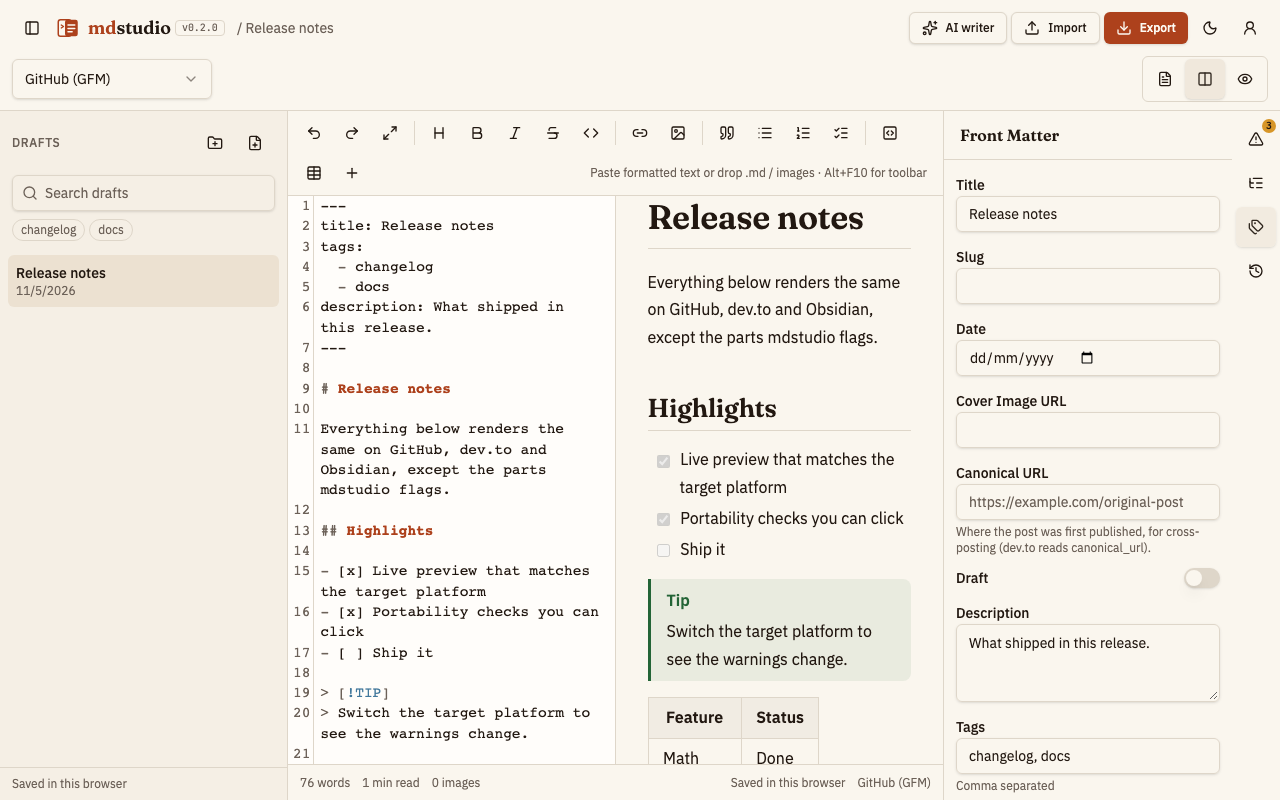 mdstudio v0.2.0 / Release notes
AI writer
Import
Export
GitHub (GFM)
DRAFTS
Search drafts
changelog docs
Release notes
11/5/2026
Saved in this browser
Paste formatted text or drop .md / images · Alt+F10 for toolbar
1 ---
2 title: Release notes
3 tags:
4 - changelog
5 - docs
6 description: What shipped in
this release.
7 ---
8
9 # Release notes
10
11 Everything below renders the
same on GitHub, dev.to and
Obsidian, except the parts
mdstudio flags.
12
13 ## Highlights
14
15 - [x] Live preview that matches
the target platform
16 - [x] Portability checks you can
click
17 - [ ] Ship it
18
19 > [!TIP]
20 > Switch the target platform to
see the warnings change.
21
Release notes
Everything below renders the same
on GitHub, dev.to and Obsidian,
except the parts mdstudio flags.
Highlights
Live preview that matches the
target platform
Portability checks you can click
Ship it
Tip
Switch the target platform to
see the warnings change.
Feature Status
Math Done
76 words 1 min read 0 images
Saved in this browser GitHub (GFM)
Front Matter
3
Title
Release notes
Slug
Date
dd/mm/yyyy
Cover Image URL
Canonical URL
https://example.com/original-post
Where the post was first published, for cross-
posting (dev.to reads canonical_url).
Draft
Description
What shipped in this release.
Tags
changelog, docs
Comma separated